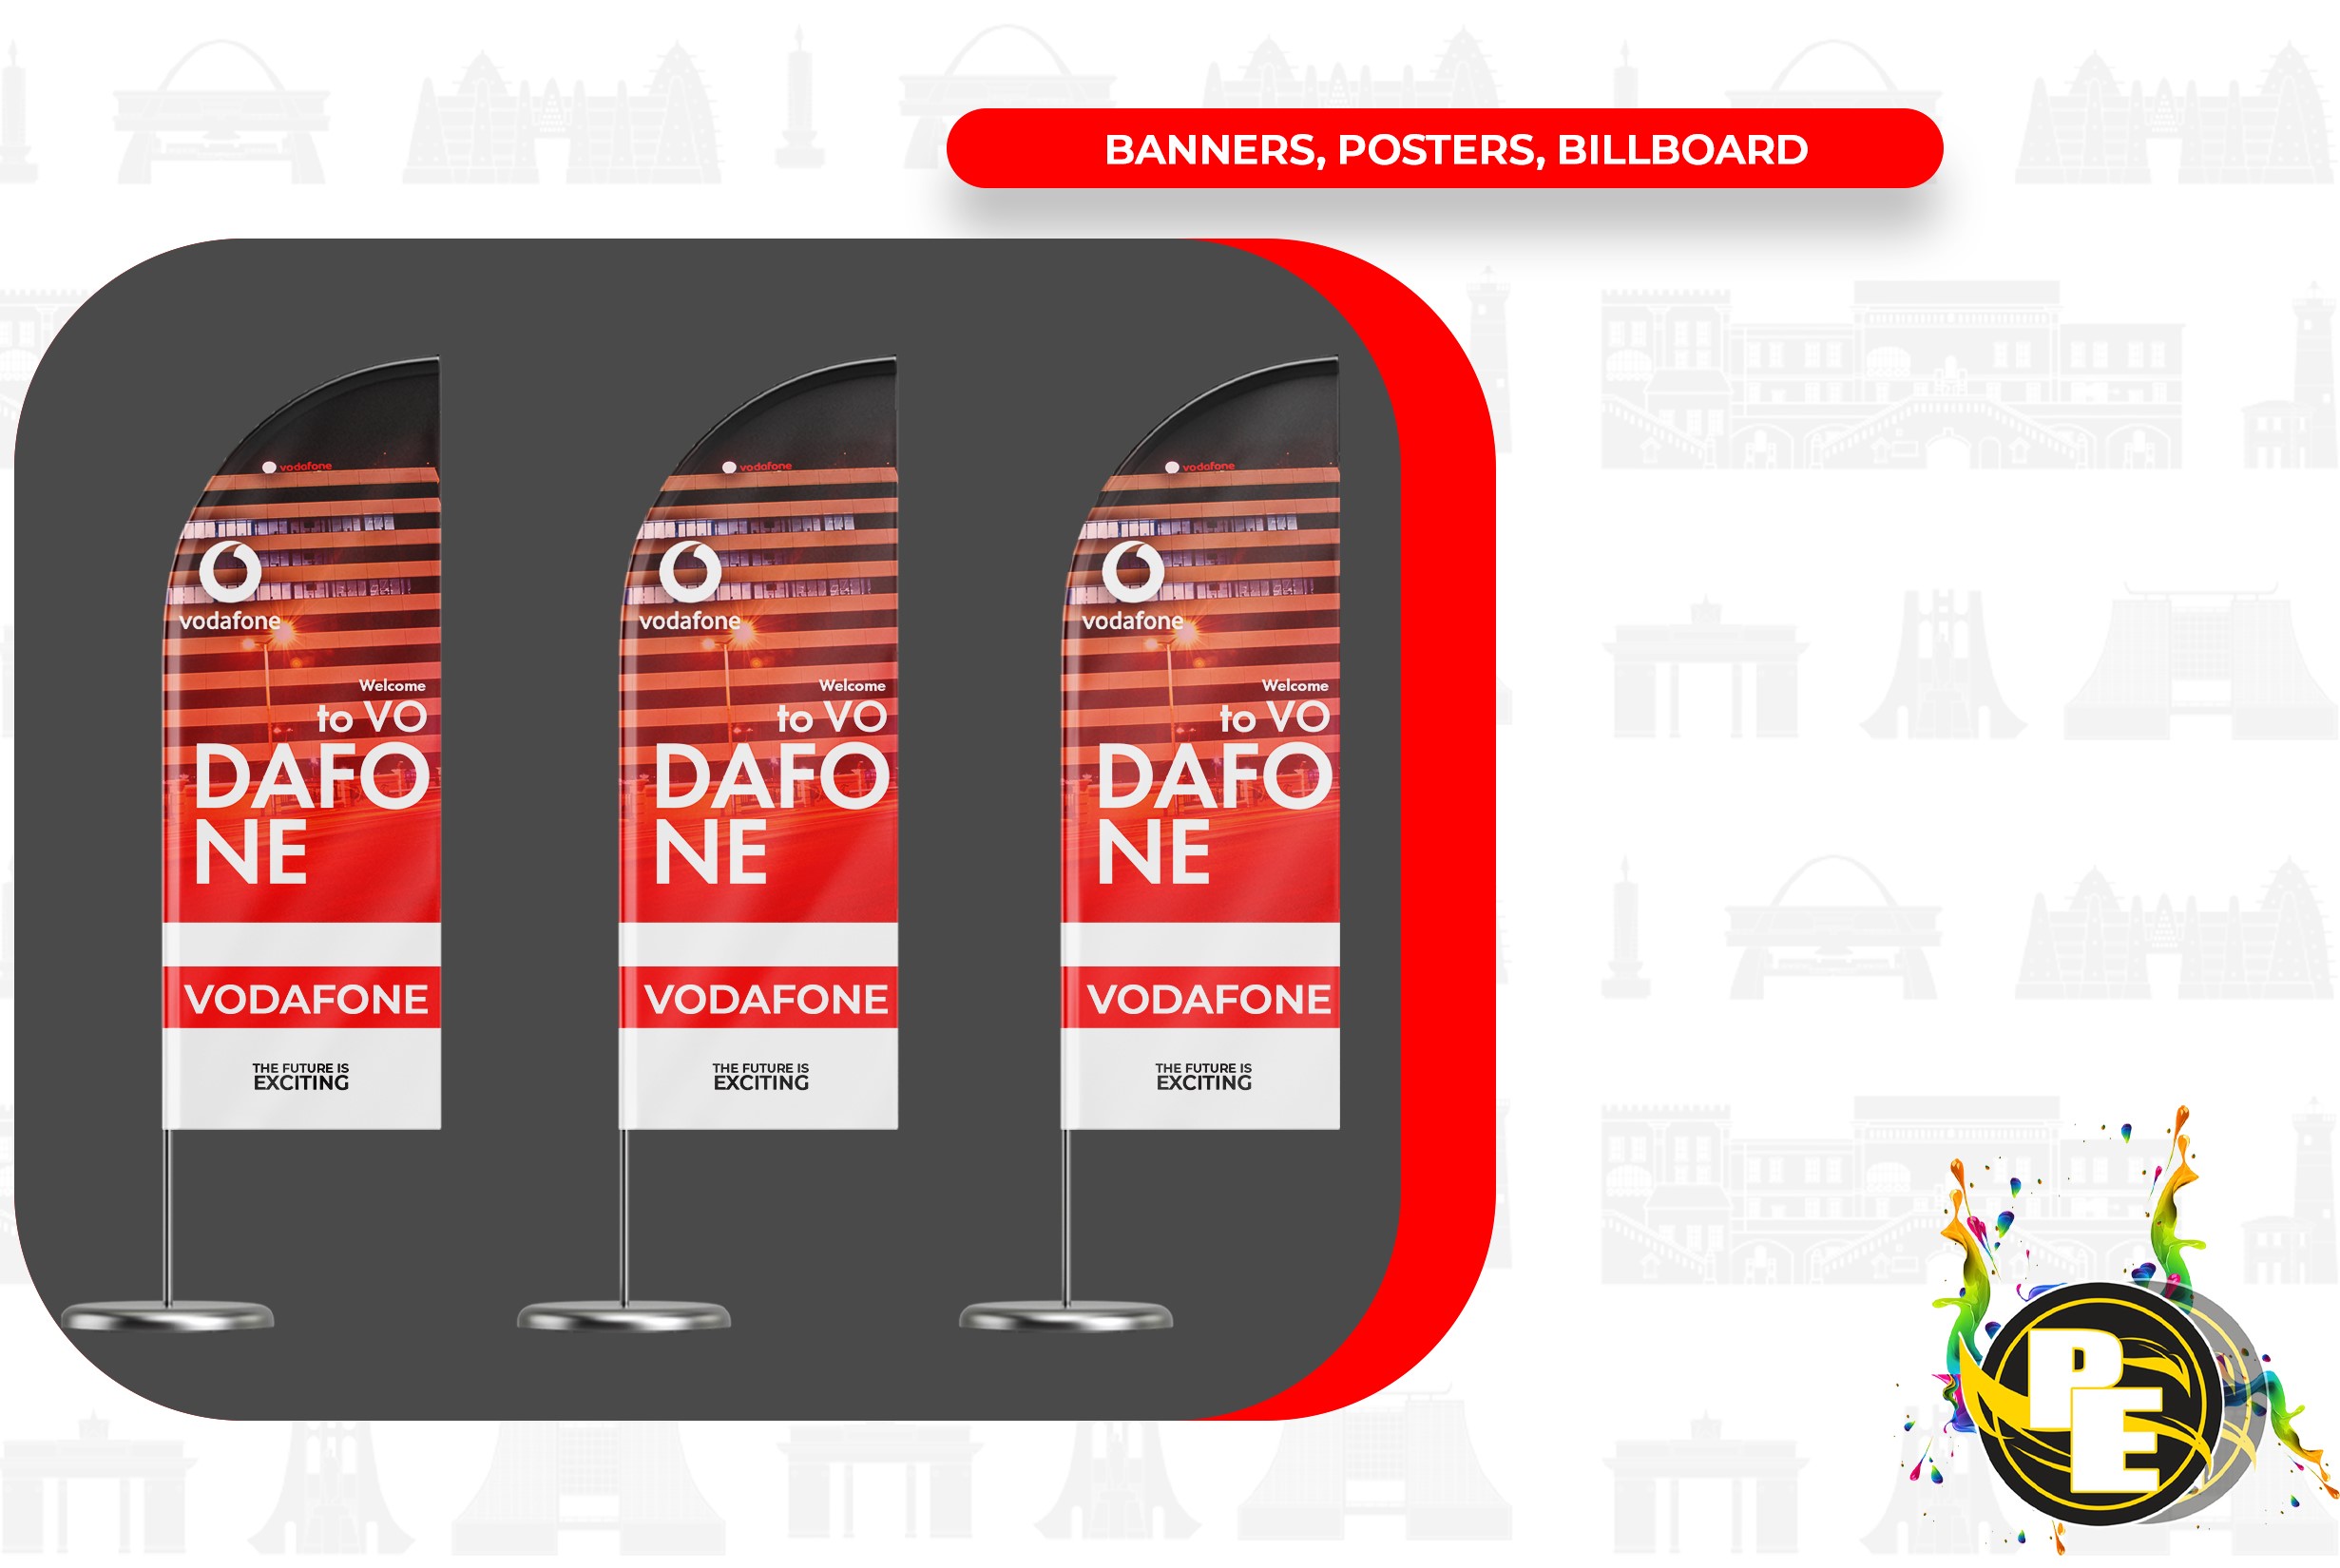 BANNERS, POSTERS, BILLBOARD
vodafone
vodafone
Welcome
to VO
DAFO
NE
VODAFONE
THE FUTURE IS
EXCITING
vodafone
vodafone
Welcome
to VO
DAFO
NE
VODAFONE
THE FUTURE IS
EXCITING
vodafone
vodafone
Welcome
to VO
DAFO
NE
VODAFONE
THE FUTURE IS
EXCITING
PE